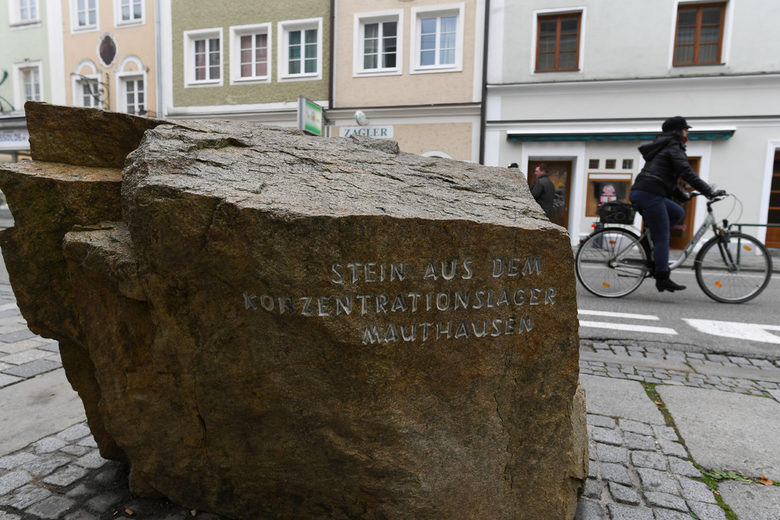 ZAGLER
STEIN AUS DEM
KONZENTRATIONSLAGER
MAUTHAUSEN